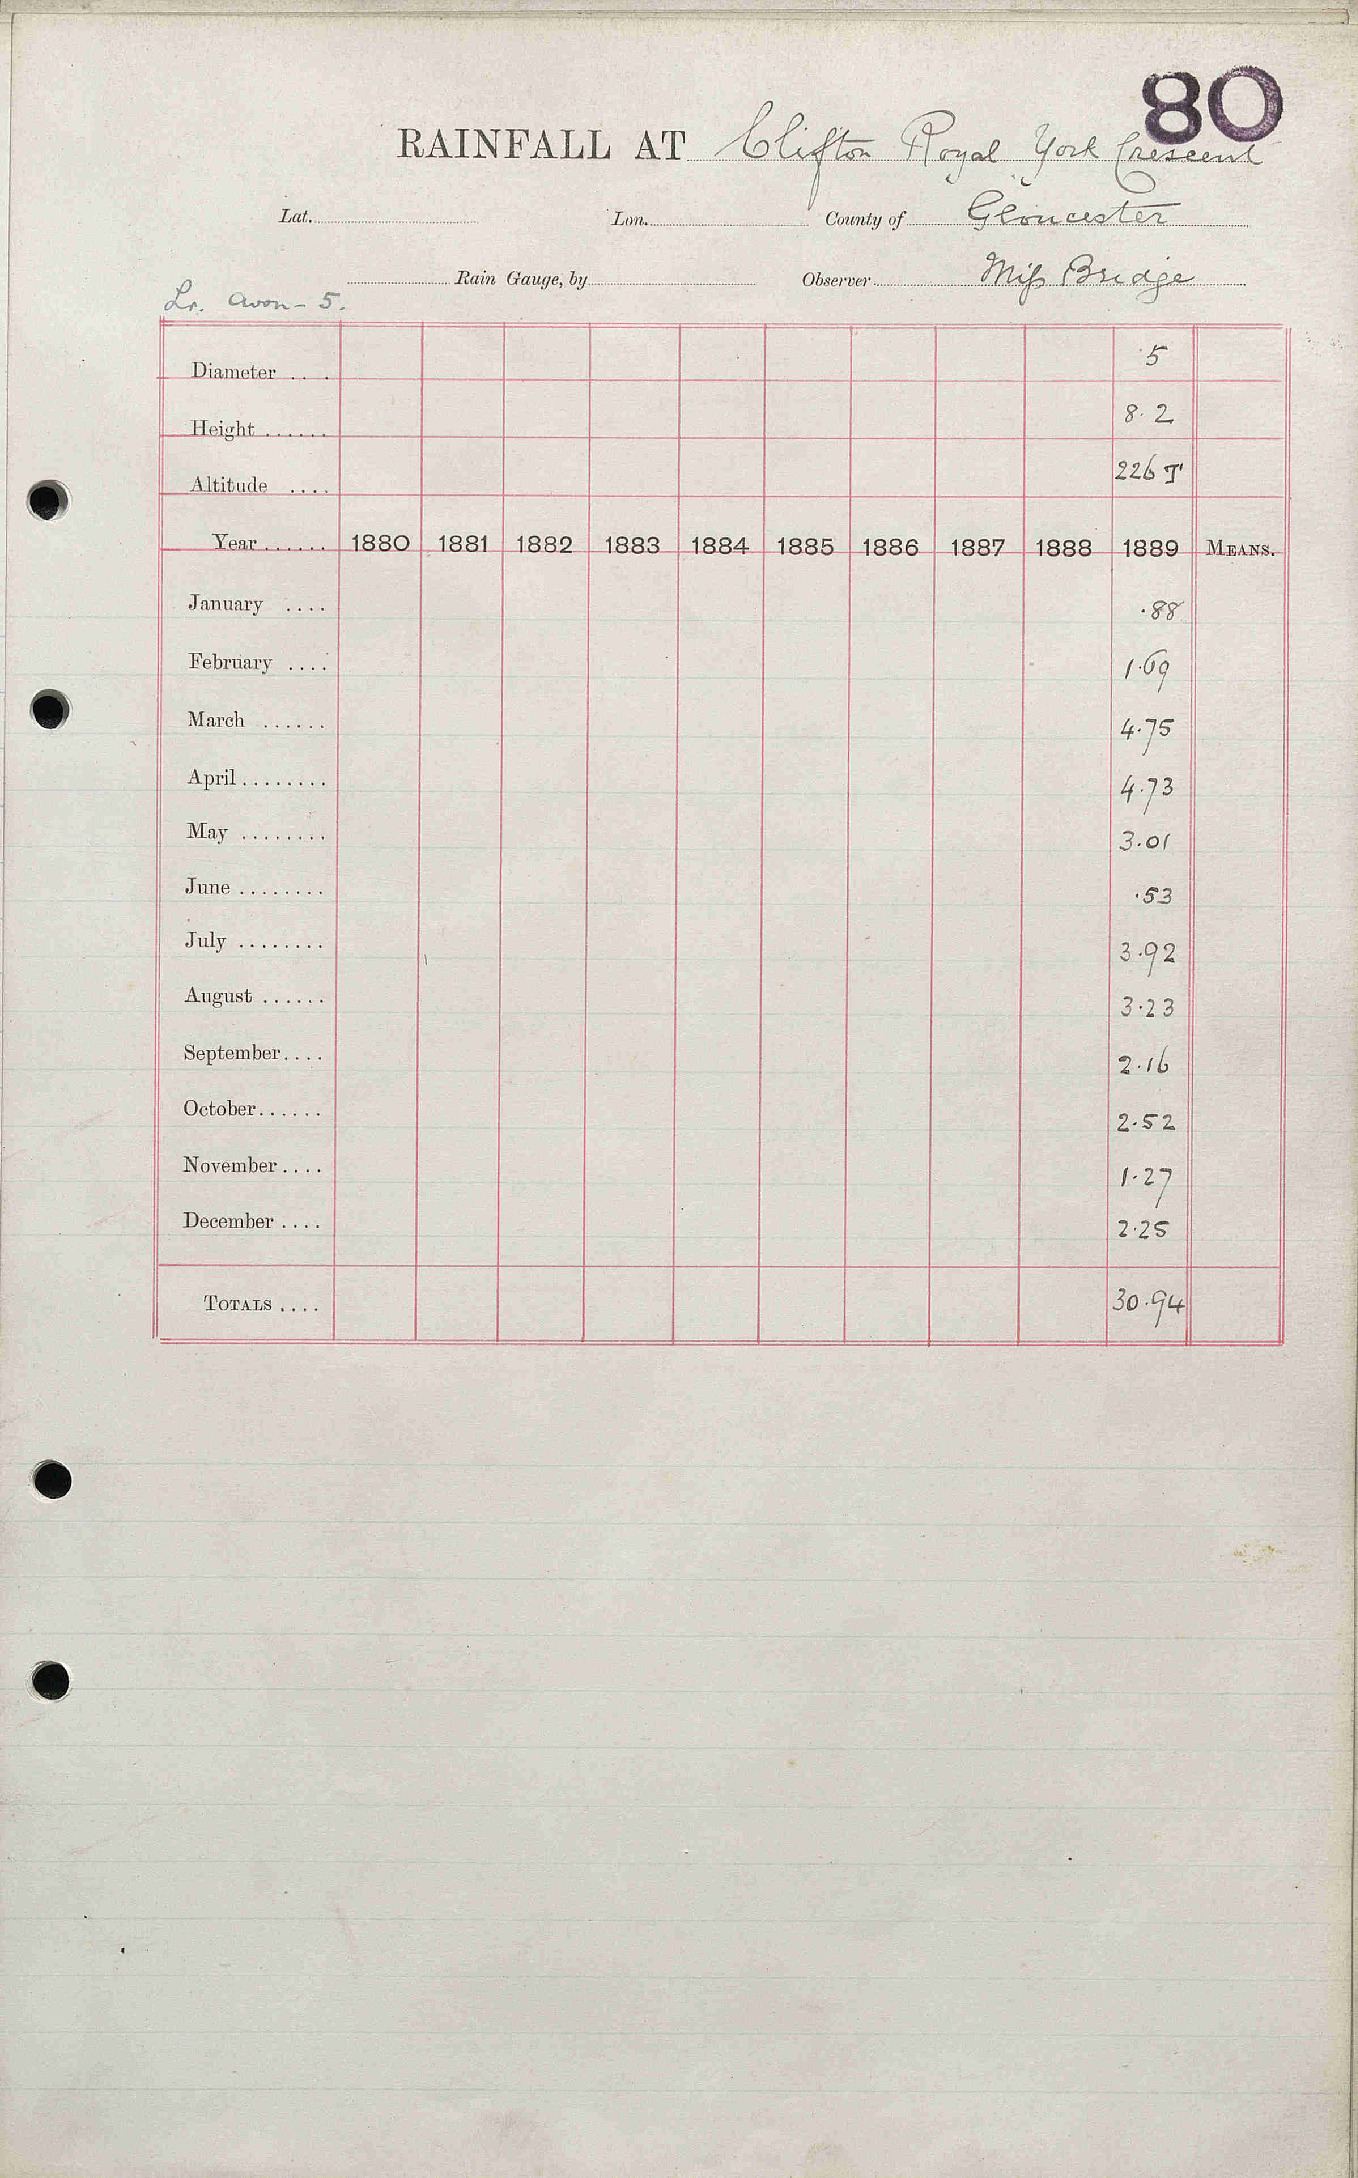 80
RAINFALL AT Clifton Royal York Crescent
Lat. Lon. County of Gloucester
Rain Gauge, by Observer Miss Bridge
Lr. Avon - 5.
Diameter .... 5
Height ...... 8.2
Altitude .... 226 T
Year ...... 1880 1881 1882 1883 1884 1885 1886 1887 1888 1889 MEANS.
January .... .88
February .... 1.69
March ...... 4.75
April ........ 4.73
May ........ 3.01
June ........ .53
July ........ 3.92
August ...... 3.23
September .... 2.16
October ...... 2.52
November .... 1.27
December .... 2.25
TOTALS .... 30.94